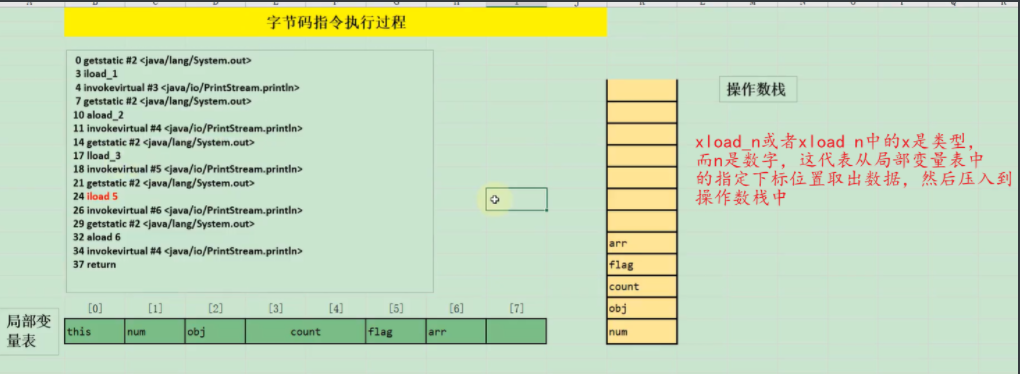 字节码指令执行过程
0 getstatic #2 <java/lang/System.out>
3 iload_1
4 invokevirtual #3 <java/io/PrintStream.println>
7 getstatic #2 <java/lang/System.out>
10 aload_2
11 invokevirtual #4 <java/io/PrintStream.println>
14 getstatic #2 <java/lang/System.out>
17 lload_3
18 invokevirtual #5 <java/io/PrintStream.println>
21 getstatic #2 <java/lang/System.out>
24 iload 5
26 invokevirtual #6 <java/io/PrintStream.println>
29 getstatic #2 <java/lang/System.out>
32 aload 6
34 invokevirtual #4 <java/io/PrintStream.println>
37 return
操作数栈
xload_n或者xload n中的x是类型,
而n是数字, 这代表从局部变量表中
的指定下标位置取出数据, 然后压入到
操作数栈中
arr
flag
count
obj
num
[0] [1] [2] [3] [4] [5] [6] [7]
局部变
量表
this num obj count flag arr